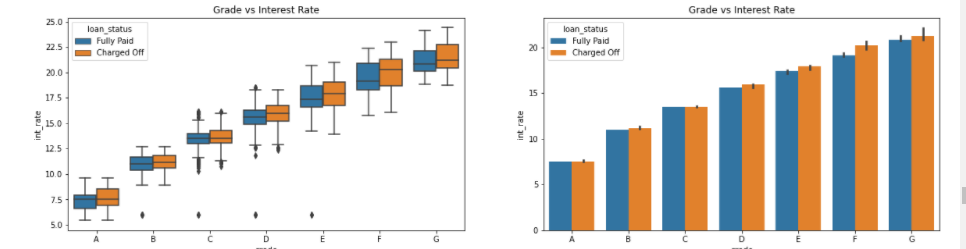 Grade vs Interest Rate
loan_status
Fully Paid
Charged Off
25.0
22.5
20.0
17.5
15.0
12.5
10.0
7.5
5.0
int_rate
A B C D E F G
grade
Grade vs Interest Rate
loan_status
Fully Paid
Charged Off
20
15
10
5
0
int_rate
A B C D E F G
grade